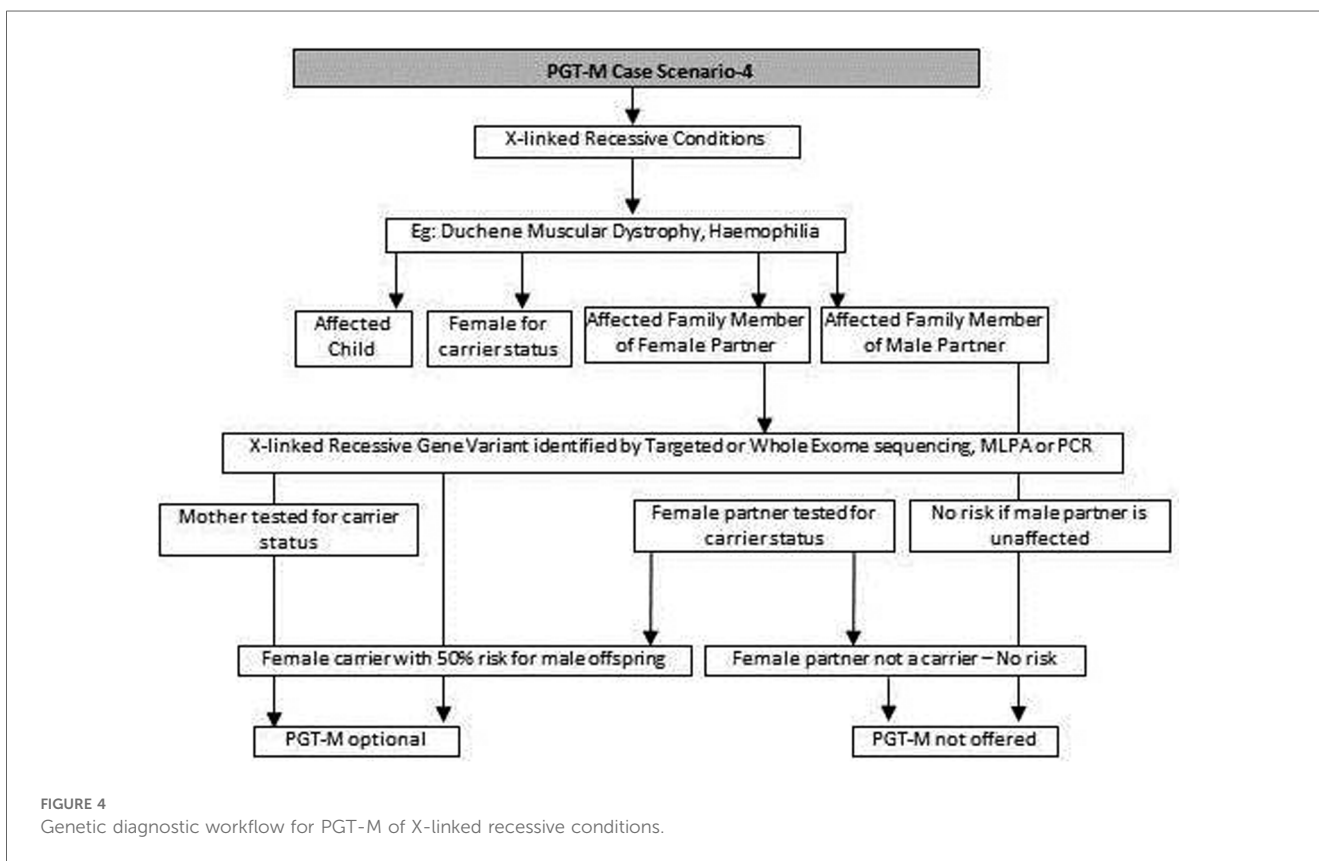 PGT-M Case Scenario-4
X-linked Recessive Conditions
Eg: Duchene Muscular Dystrophy, Haemophilia
Affected
Child
Female for
carrier status
Affected Family Member
of Female Partner
Affected Family Member
of Male Partner
X-linked Recessive Gene Variant identified by Targeted or Whole Exome sequencing, MLPA or PCR
Mother tested for carrier
status
Female partner tested for
carrier status
No risk if male partner is
unaffected
Female carrier with 50% risk for male offspring
Female partner not a carrier – No risk
PGT-M optional
PGT-M not offered
FIGURE 4
Genetic diagnostic workflow for PGT-M of X-linked recessive conditions.